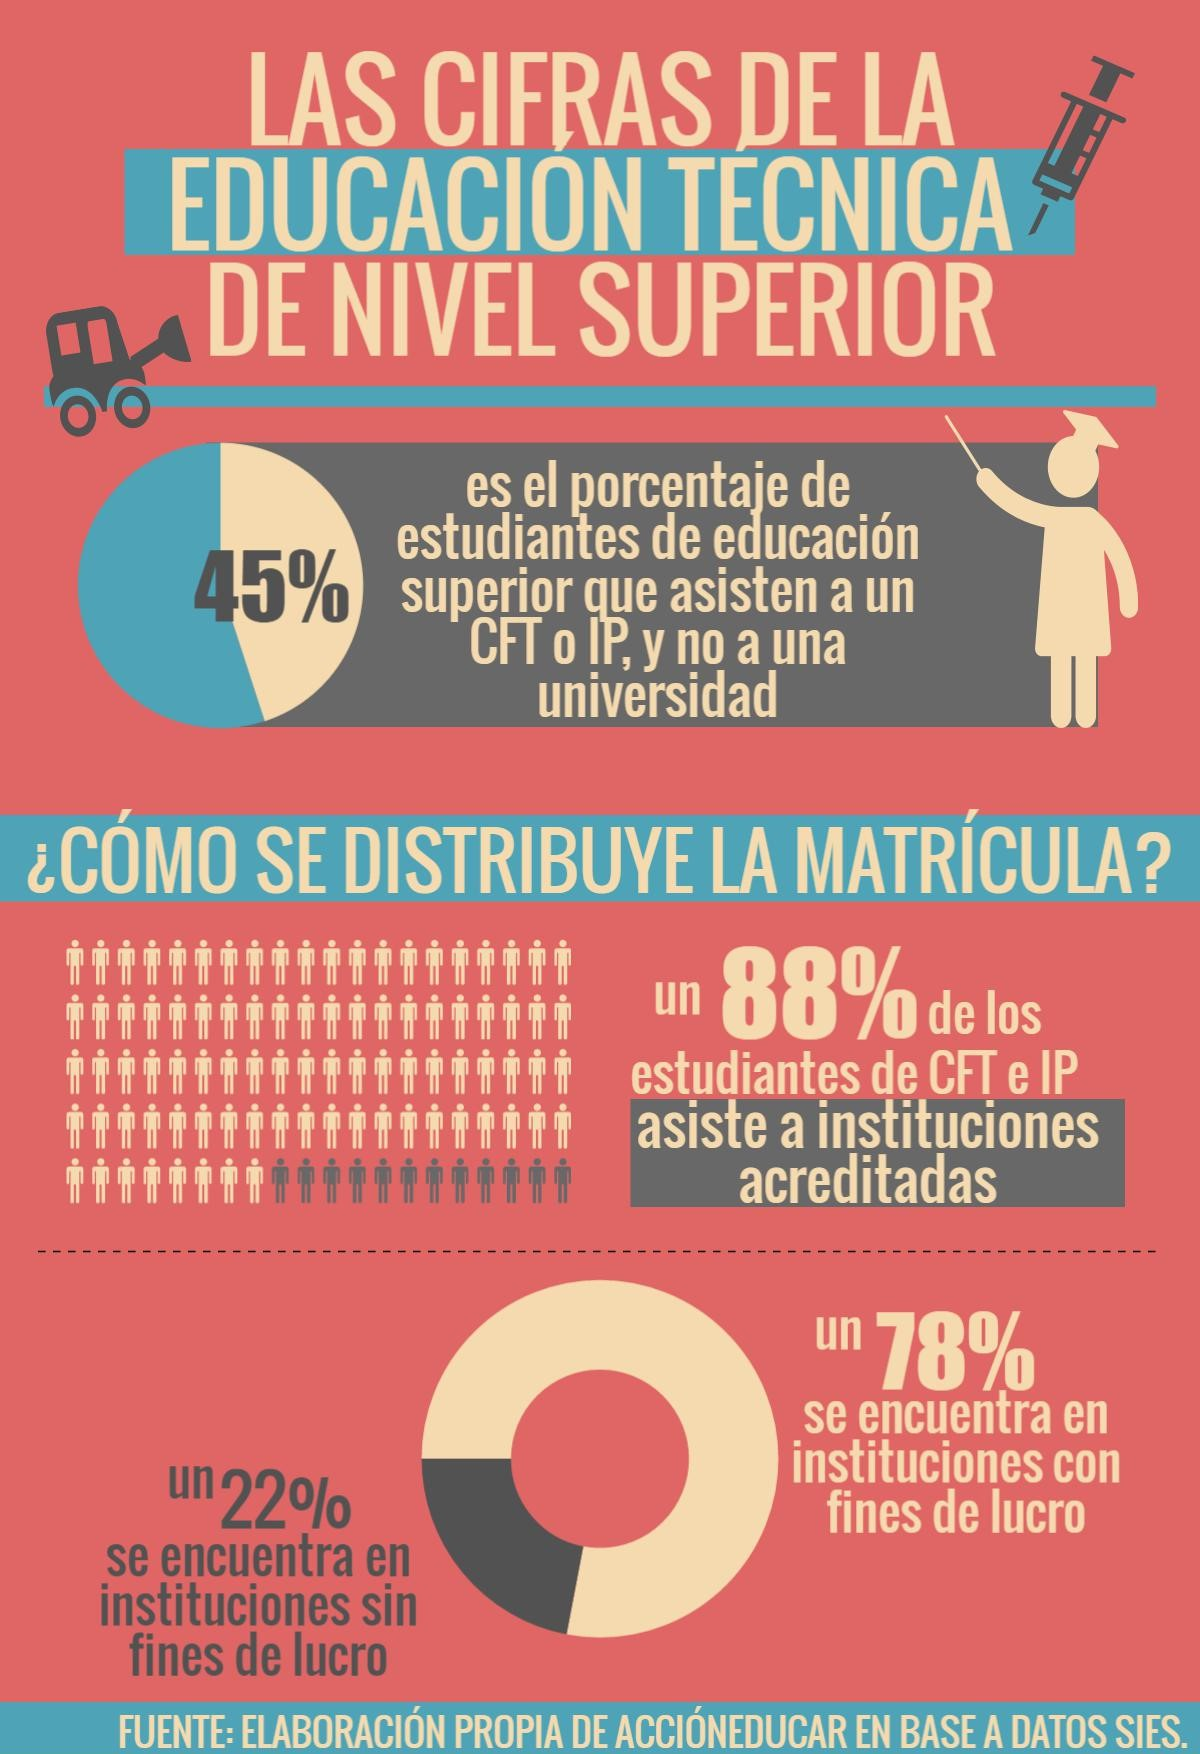 LAS CIFRAS DE LA
EDUCACIÓN TÉCNICA
DE NIVEL SUPERIOR
45%
es el porcentaje de
estudiantes de educación
superior que asisten a un
CFT o IP, y no a una
universidad
¿CÓMO SE DISTRIBUYE LA MATRÍCULA?
un 88% de los
estudiantes de CFT e IP
asiste a instituciones
acreditadas
un 78%
se encuentra en
instituciones con
fines de lucro
un 22%
se encuentra en
instituciones sin
fines de lucro
FUENTE: ELABORACIÓN PROPIA DE ACCIÓNEDUCAR EN BASE A DATOS SIES.